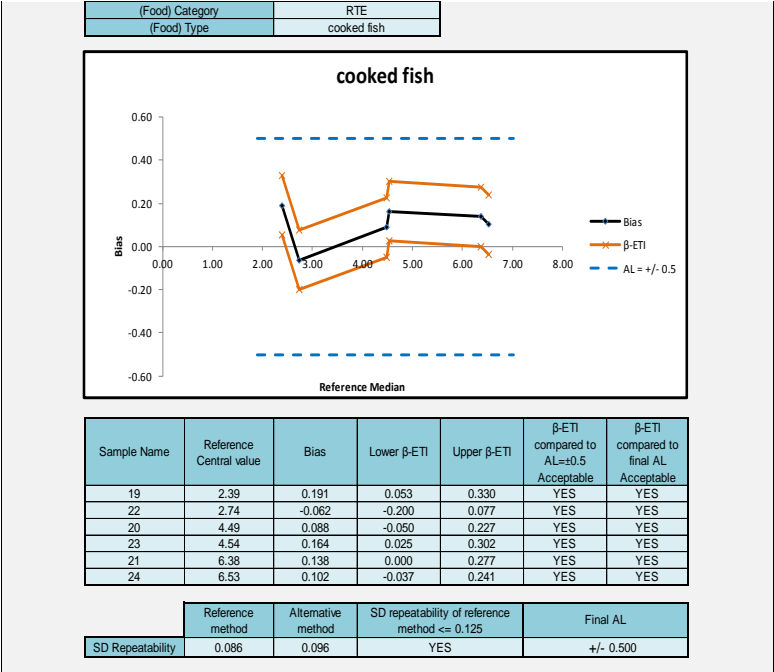 (Food) Category RTE
(Food) Type cooked fish
cooked fish
0.60
0.40
0.20
0.00
-0.20
-0.40
-0.60
Bias
0.00 1.00 2.00 3.00 4.00 5.00 6.00 7.00 8.00
Reference Median
Bias
β-ETI
AL = +/- 0.5
Sample Name
Reference
Central value
Bias
Lower β-ETI
Upper β-ETI
β-ETI
compared to
AL=±0.5
Acceptable
β-ETI
compared to
final AL
Acceptable
19 2.39 0.191 0.053 0.330 YES YES
22 2.74 -0.062 -0.200 0.077 YES YES
20 4.49 0.088 -0.050 0.227 YES YES
23 4.54 0.164 0.025 0.302 YES YES
21 6.38 0.138 0.000 0.277 YES YES
24 6.53 0.102 -0.037 0.241 YES YES
Reference
method
Alternative
method
SD repeatability of reference
method <= 0.125
Final AL
SD Repeatability 0.086 0.096 YES +/- 0.500